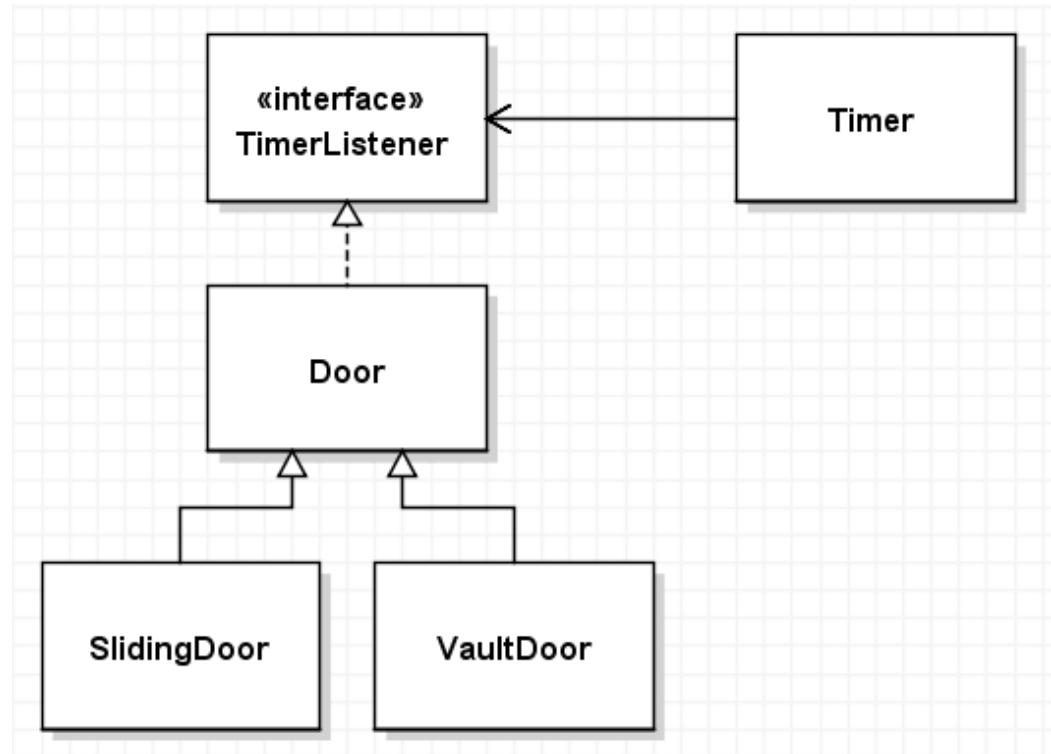 «interface»
TimerListener
Timer
Door
SlidingDoor
VaultDoor